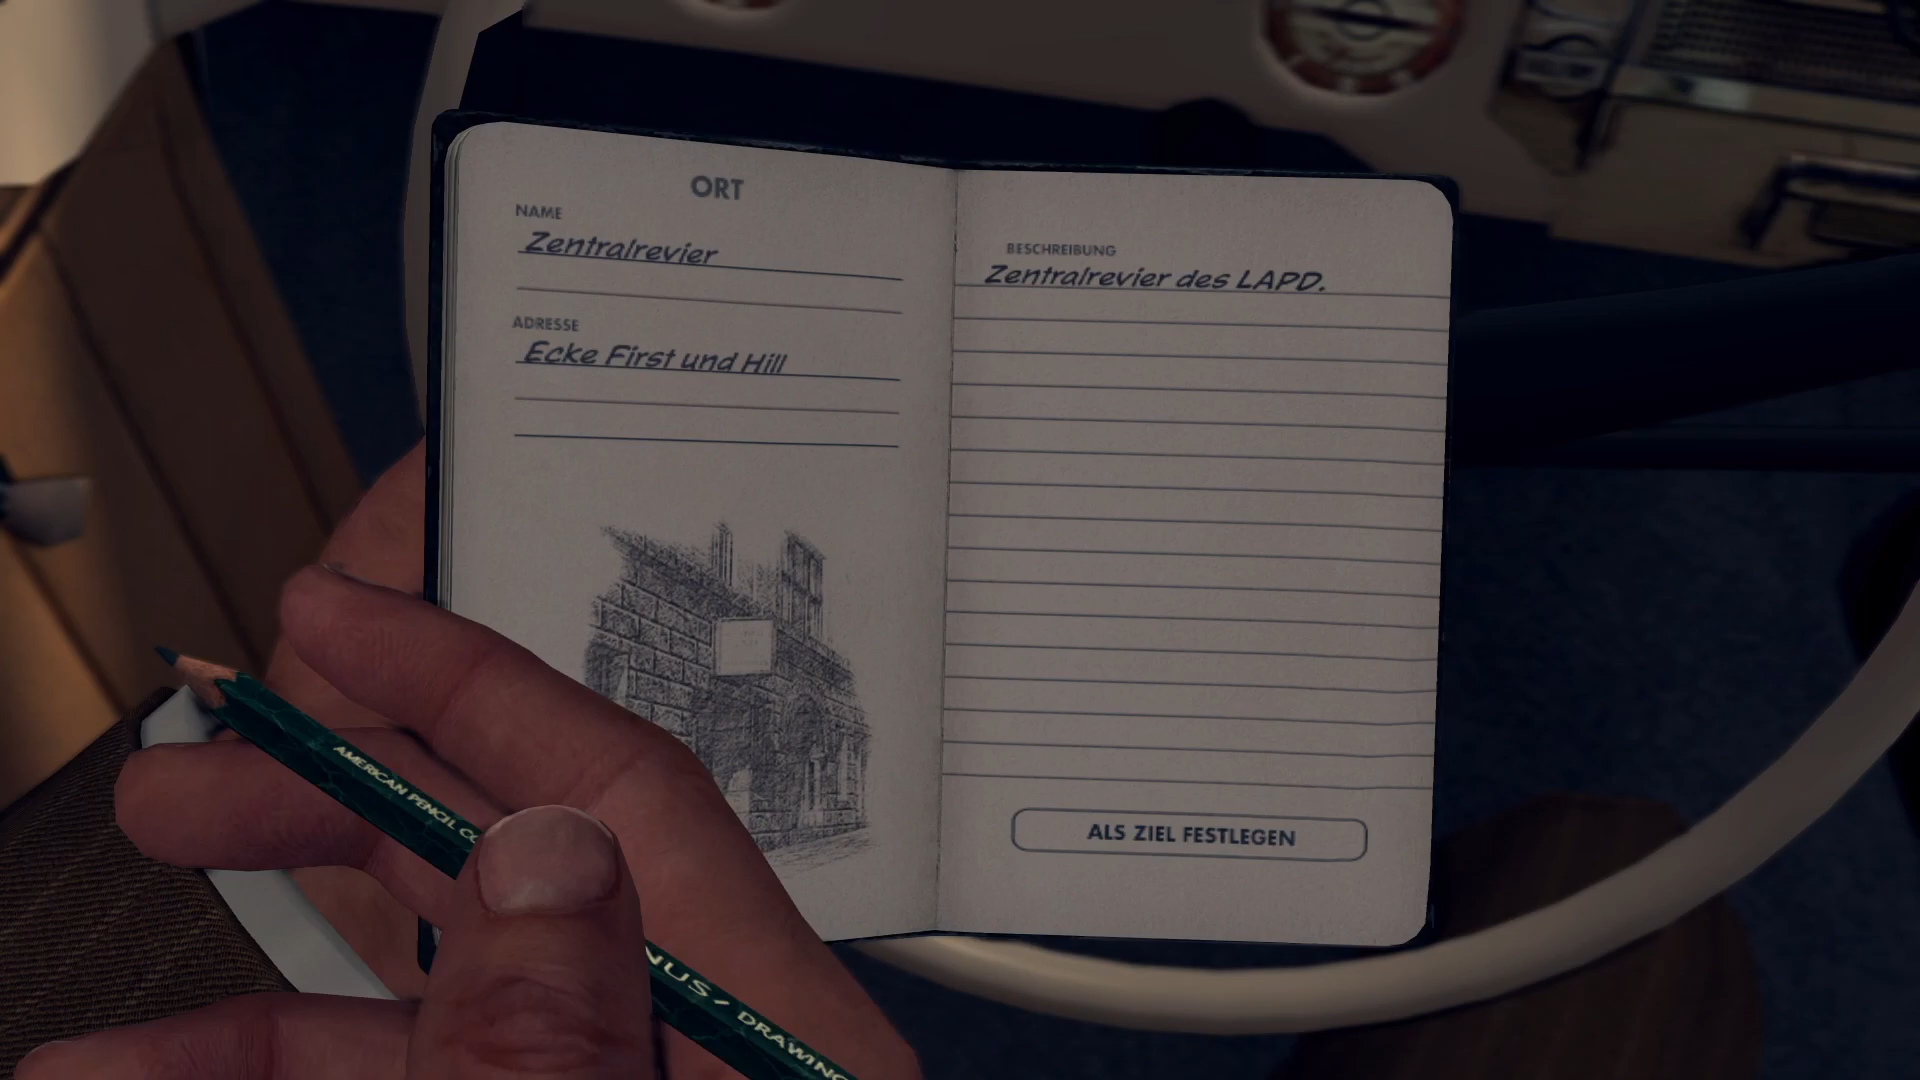 ORT
NAME
Zentralrevier
ADRESSE
Ecke First und Hill
BESCHREIBUNG
Zentralrevier des LAPD.
ALS ZIEL FESTLEGEN
AMERICAN PENCIL CO
NUS/ DRAWING